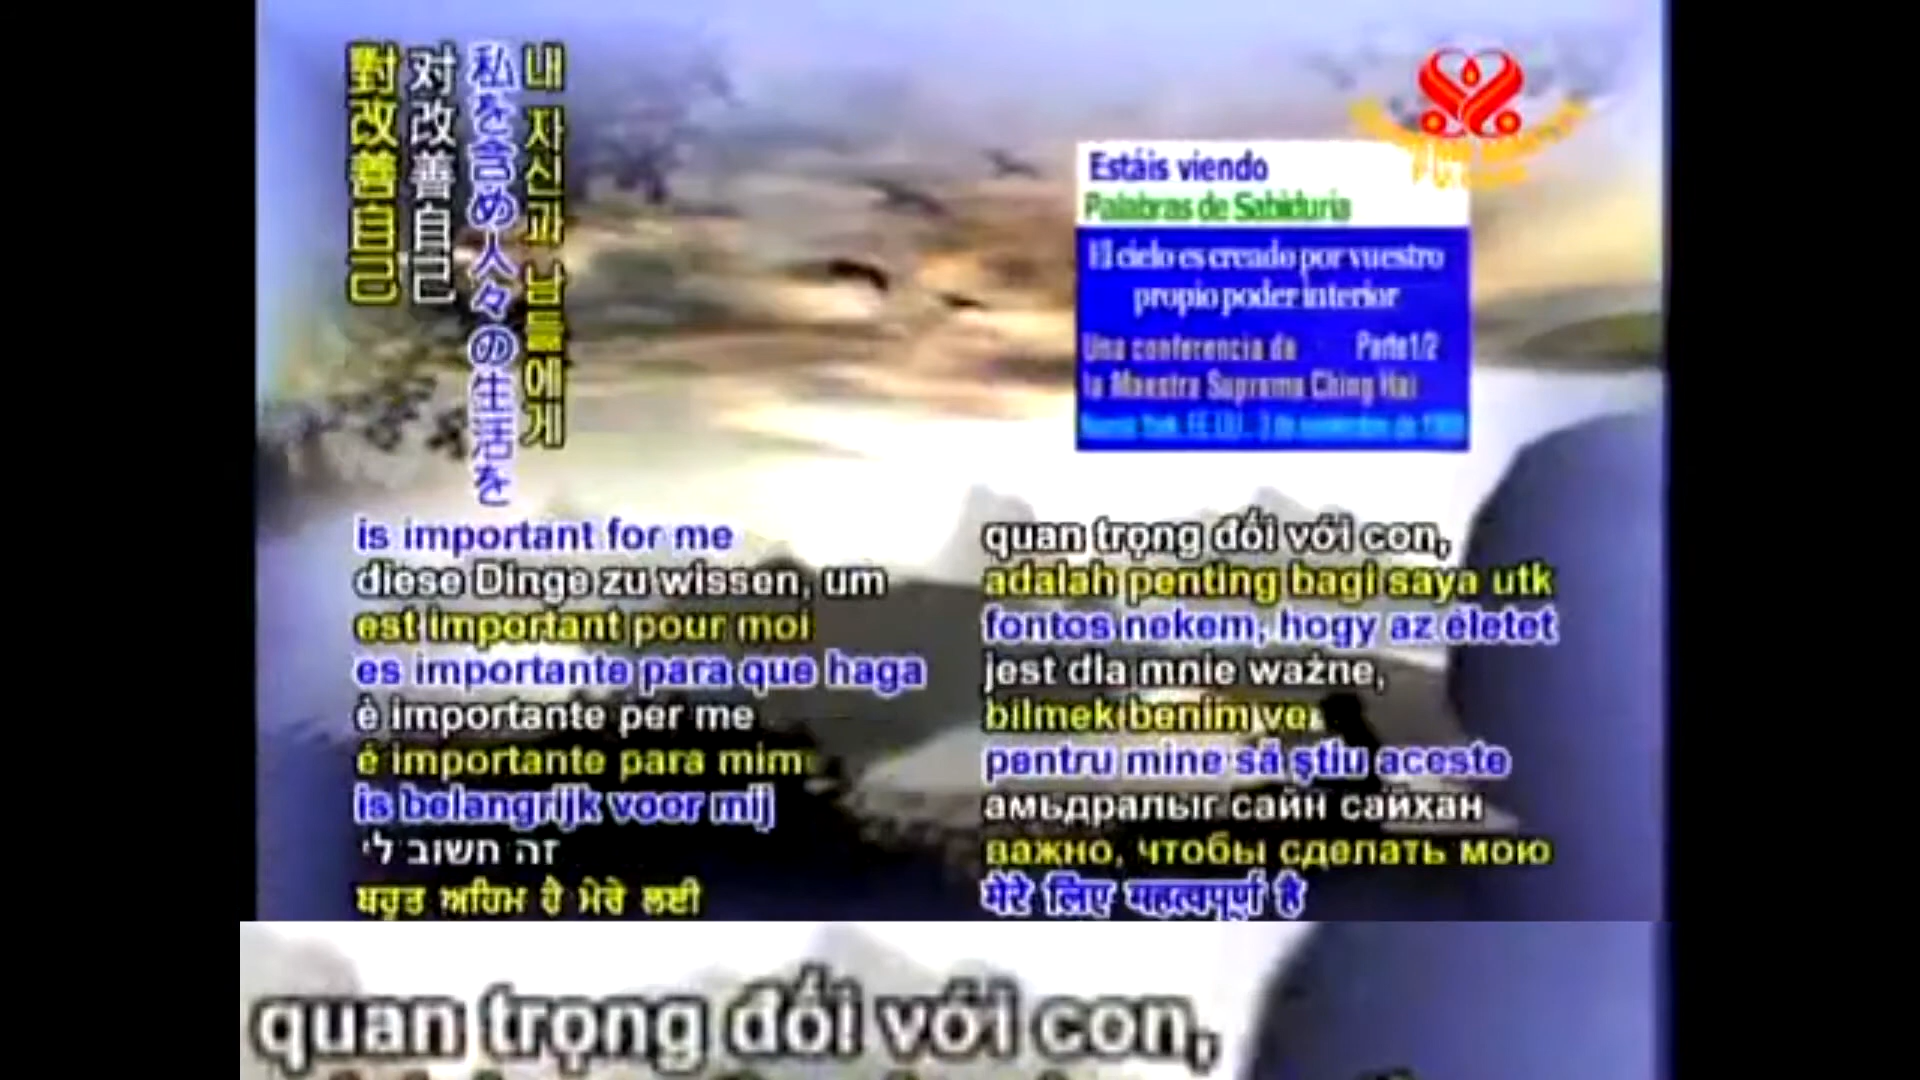 對改善自己
对改善自己
私を含め人々の生活を
내 자신과 남들에게
Estáis viendo
Palabras de Sabiduria
El cielo es creado por vuestro
propio poder interior
Una conferencia de
Parte1/2
la Maestra Suprema Ching Hai
is important for me
diese Dinge zu wissen, um
est important pour moi
es importante para que haga
è importante per me
é importante para mim
is belangrijk voor mij
זה חשוב לי
ਬਹੁਤ ਅਹਿਮ ਹੈ ਮੇਰੇ ਲਈ
quan trọng đối với con,
adalah penting bagi saya utk
fontos nekem, hogy az életet
jest dla mnie ważne,
bilmek benim ve
pentru mine să ştiu aceste
амьдралыг сайн сайхан
важно, чтобы сделать мою
मेरे लिए महत्वपूर्ण है
quan trọng đối với con,